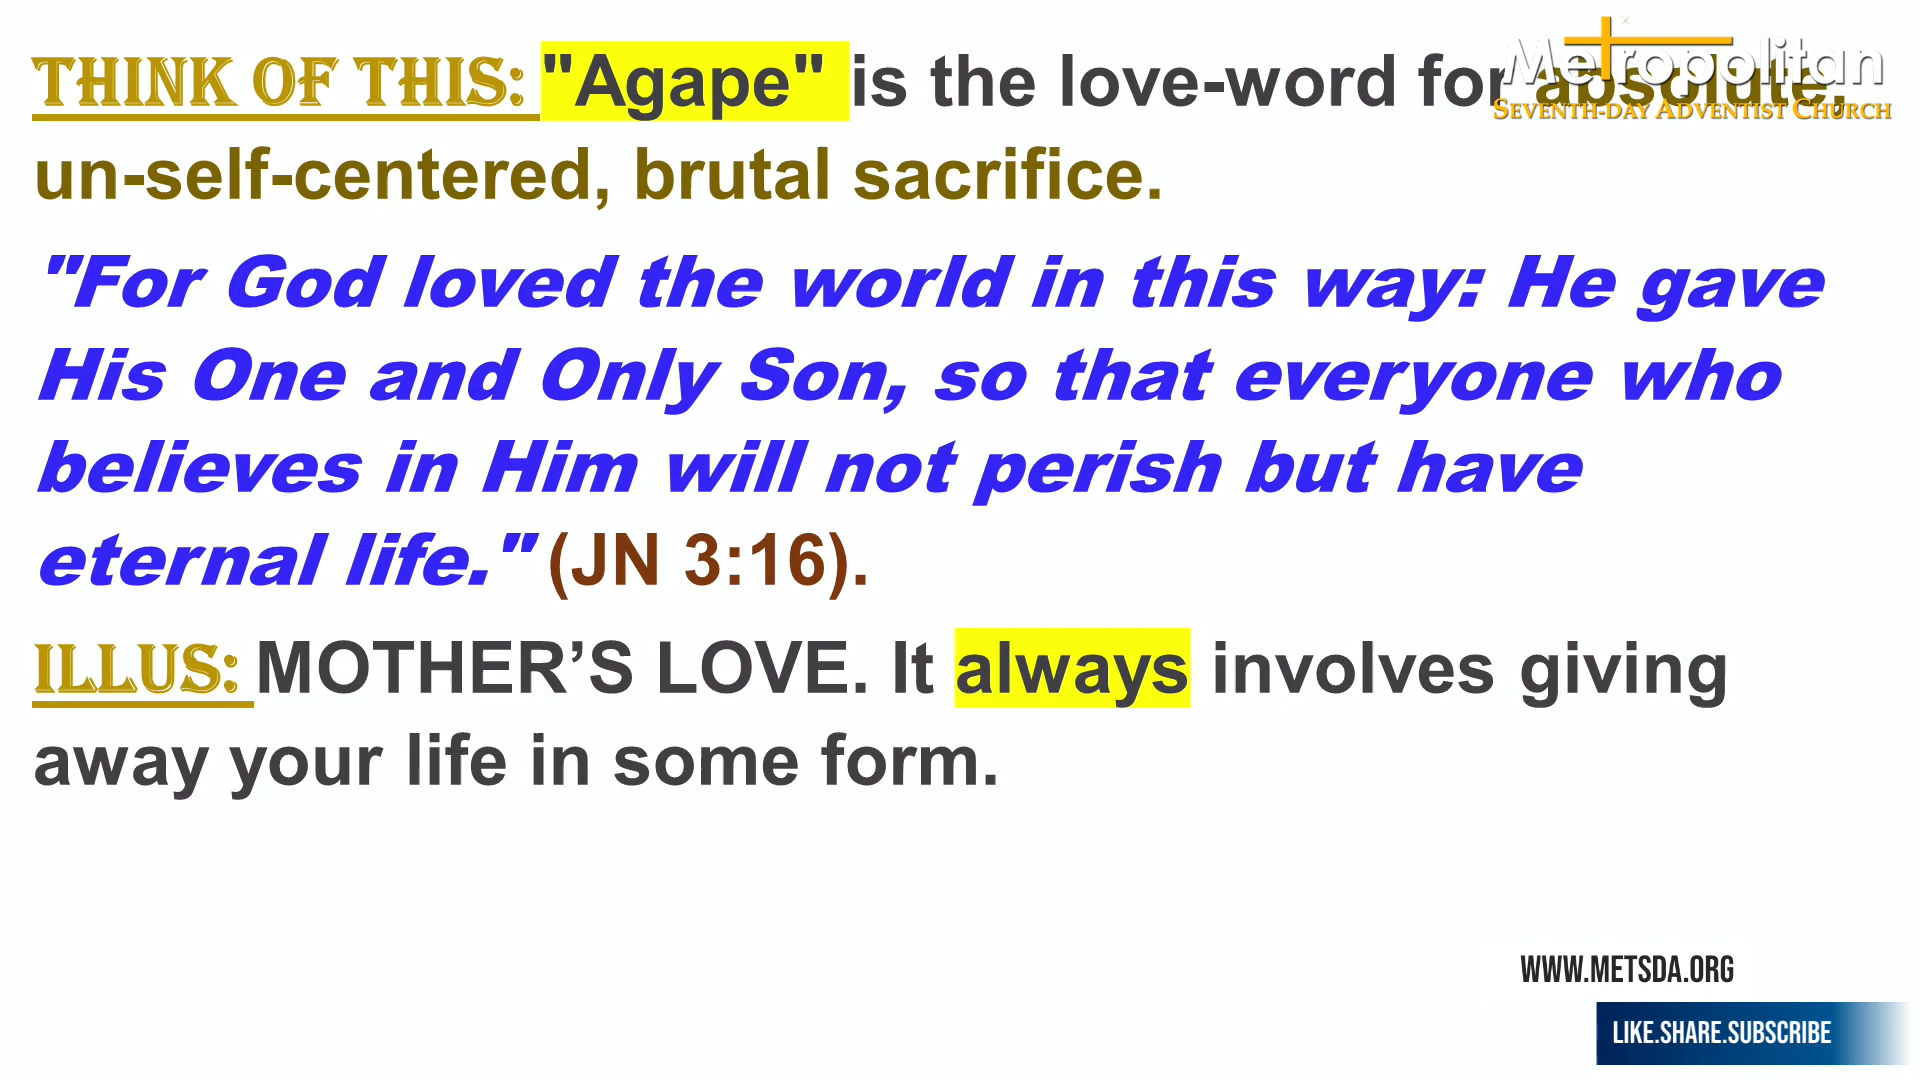 THINK OF THIS: "Agape" is the love-word for absolute,
un-self-centered, brutal sacrifice.
"For God loved the world in this way: He gave
His One and Only Son, so that everyone who
believes in Him will not perish but have
eternal life." (JN 3:16).
ILLUS: MOTHER’S LOVE. It always involves giving
away your life in some form.
Metropolitan
SEVENTH-DAY ADVENTIST CHURCH
WWW.METSDA.ORG
LIKE.SHARE.SUBSCRIBE